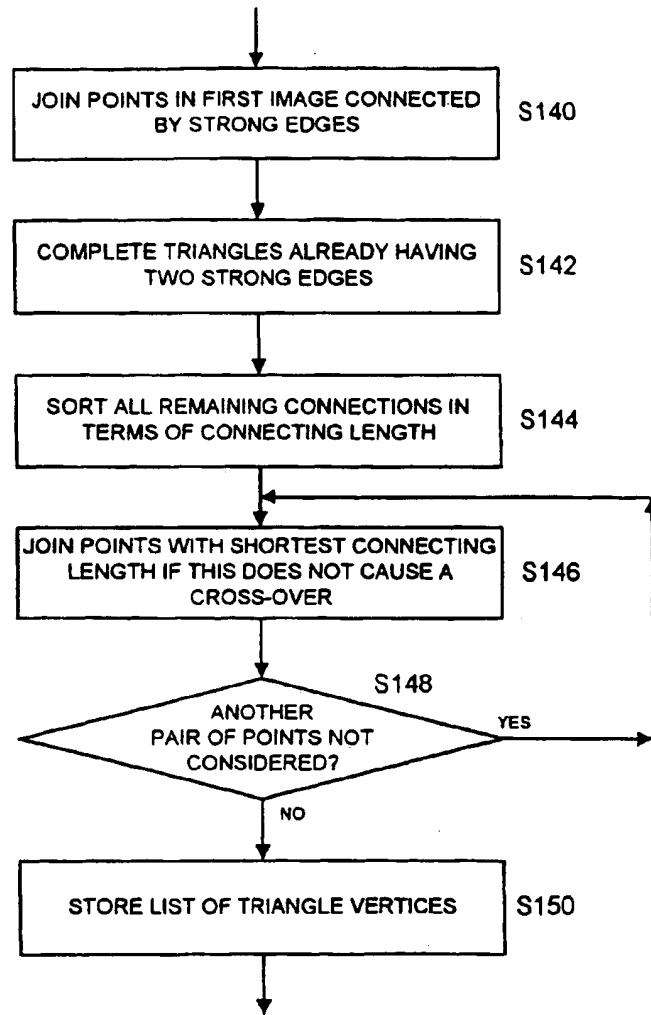 JOIN POINTS IN FIRST IMAGE CONNECTED
BY STRONG EDGES
S140
COMPLETE TRIANGLES ALREADY HAVING
TWO STRONG EDGES
S142
SORT ALL REMAINING CONNECTIONS IN
TERMS OF CONNECTING LENGTH
S144
JOIN POINTS WITH SHORTEST CONNECTING
LENGTH IF THIS DOES NOT CAUSE A
CROSS-OVER
S146
S148
ANOTHER
PAIR OF POINTS NOT
CONSIDERED?
YES
NO
STORE LIST OF TRIANGLE VERTICES
S150